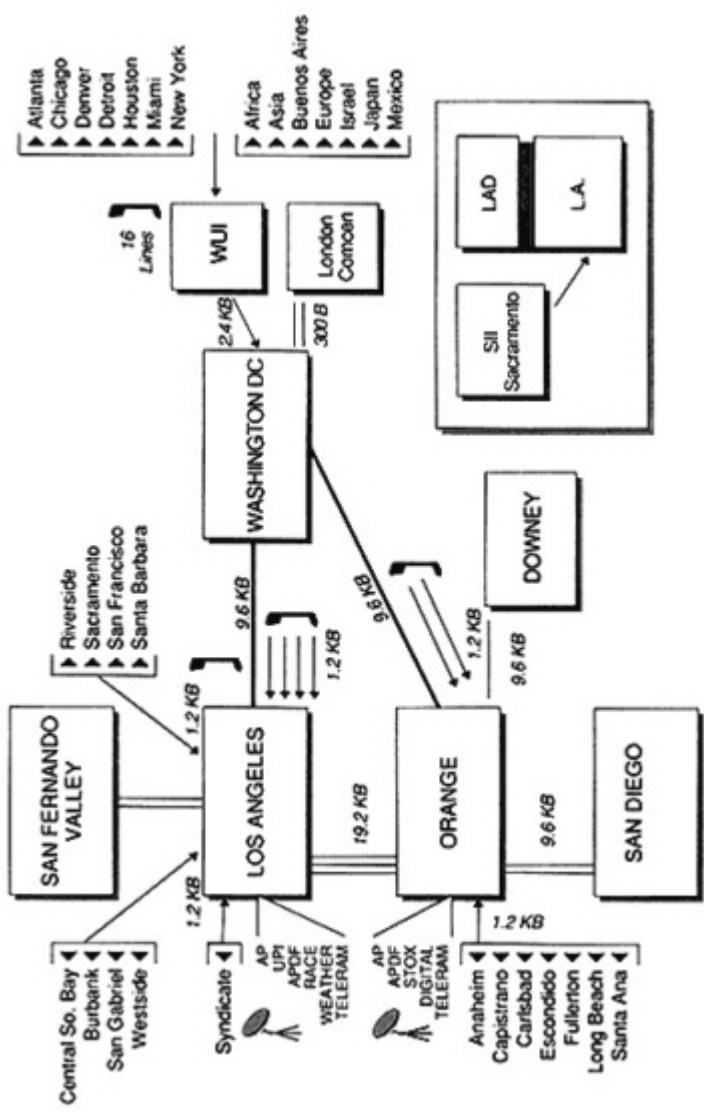 Central So. Bay
Burbank
San Gabriel
Westside
SAN FERNANDO
VALLEY
Riverside
Sacramento
San Francisco
Santa Barbara
Atlanta
Chicago
Denver
Detroit
Houston
Miami
New York
1.2 KB
1.2 KB
16
Lines
Syndicate
AP
UPI
APDF
RACE
WEATHER
TELERAM
LOS ANGELES
9.6 KB
1.2 KB
WASHINGTON DC
2.4 KB
WUI
300 B
London
Comcen
Africa
Asia
Buenos Aires
Europe
Israel
Japan
Mexico
19.2 KB
9.6 KB
AP
APDF
STOX
DIGITAL
TELERAM
ORANGE
1.2 KB
9.6 KB
DOWNEY
Anaheim
Capistrano
Carlsbad
Escondido
Fullerton
Long Beach
Santa Ana
1.2 KB
9.6 KB
SAN DIEGO
SII
Sacramento
LAD
L.A.